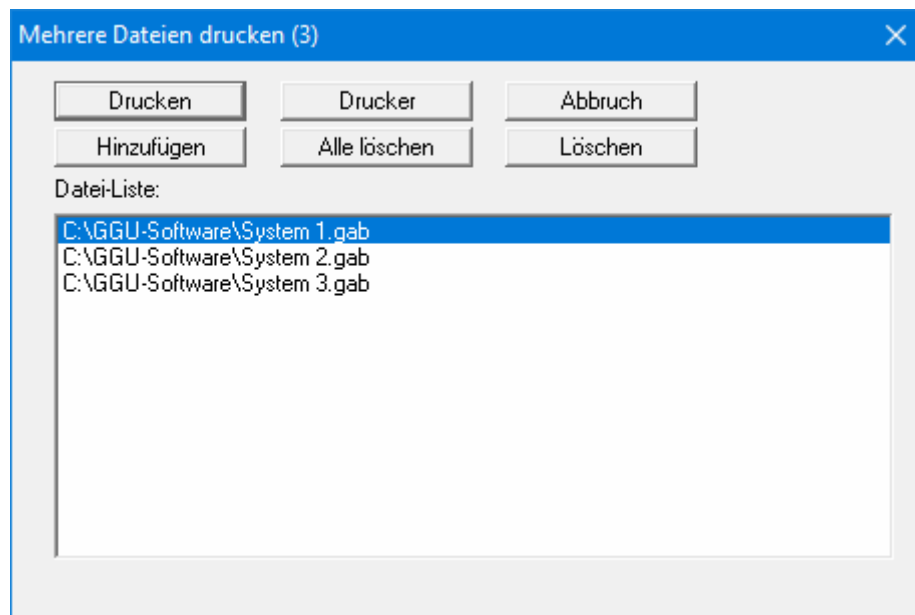 Mehrere Dateien drucken (3)
Drucken Drucker Abbruch
Hinzufügen Alle löschen Löschen
Datei-Liste:
C:\GGU-Software\System 1.gab
C:\GGU-Software\System 2.gab
C:\GGU-Software\System 3.gab